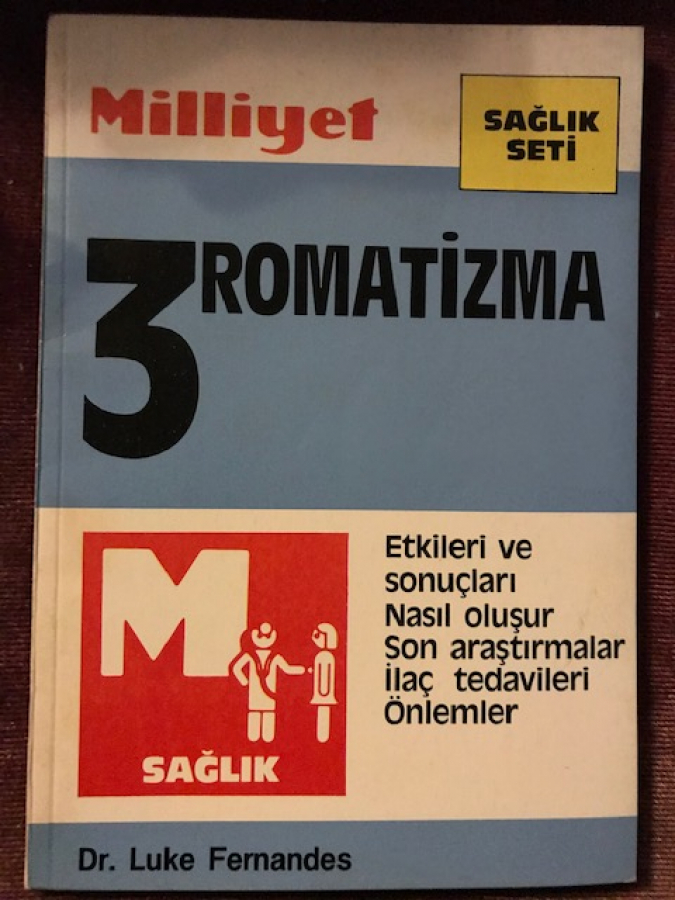 Milliyet
SAĞLIK
SETİ
3 ROMATİZMA
Etkileri ve
sonuçları
Nasıl oluşur
Son araştırmalar
İlaç tedavileri
Önlemler
M
SAĞLIK
Dr. Luke Fernandes